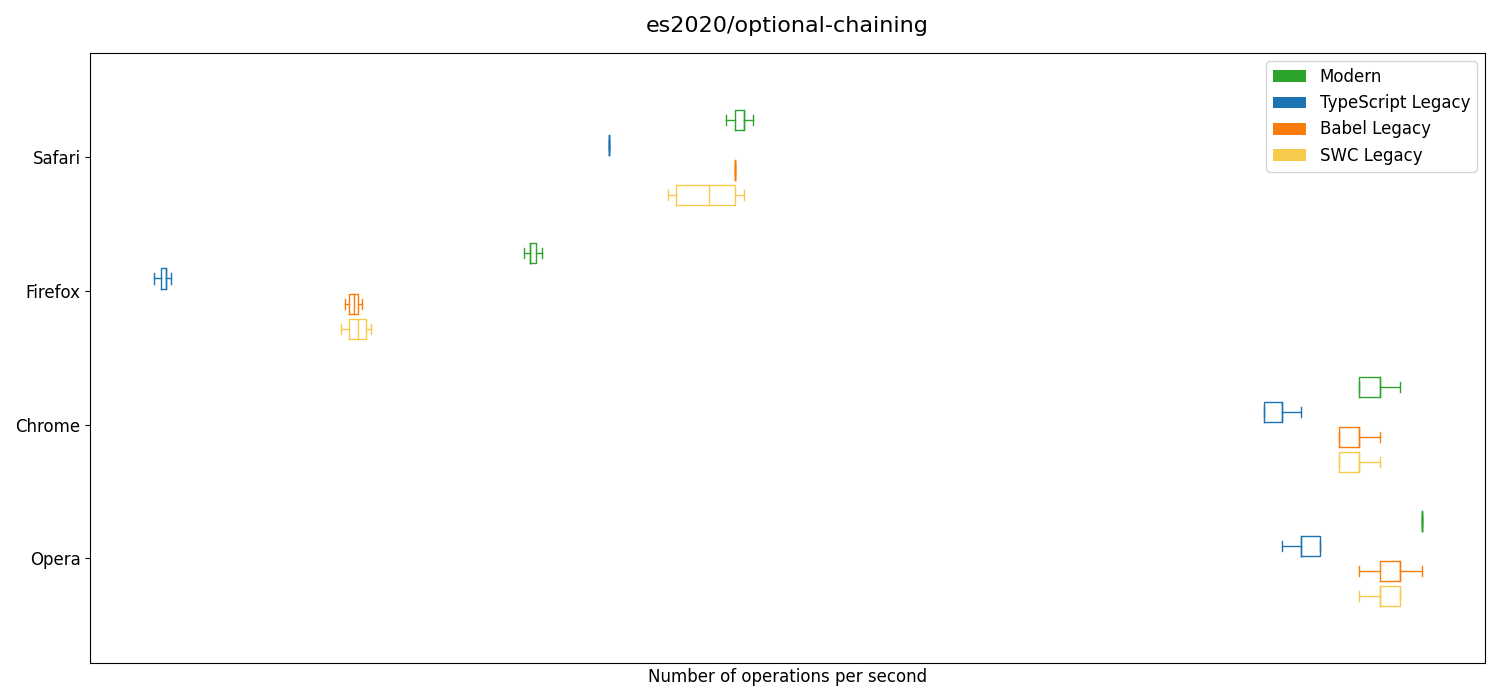 es2020/optional-chaining
Modern
TypeScript Legacy
Babel Legacy
SWC Legacy
Safari
Firefox
Chrome
Opera
Number of operations per second